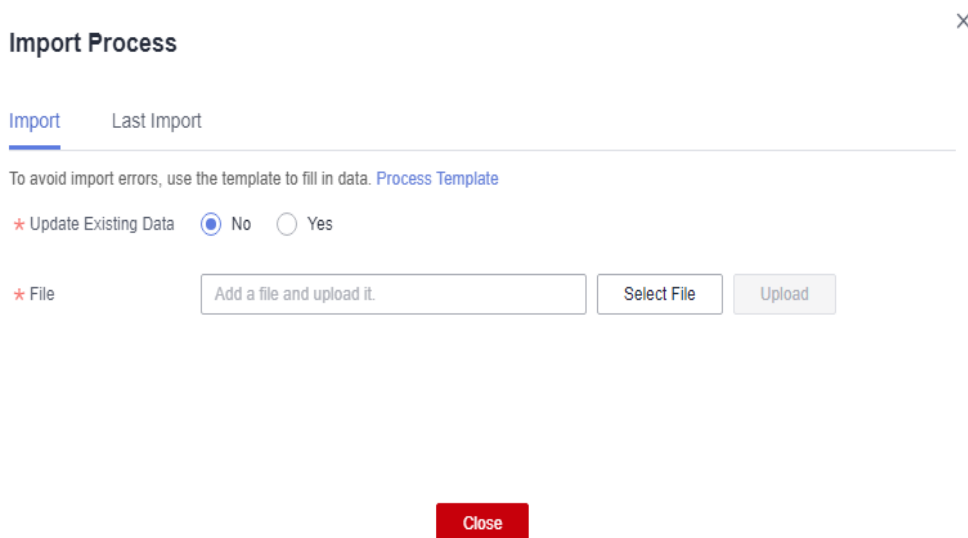 Import Process
Import Last Import
To avoid import errors, use the template to fill in data. Process Template
* Update Existing Data No Yes
* File Add a file and upload it. Select File Upload
Close